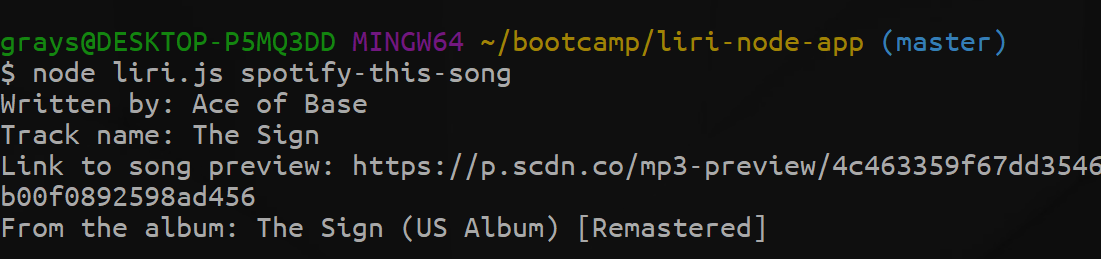 grays@DESKTOP-P5MQ3DD MINGW64 ~/bootcamp/liri-node-app (master)
$ node liri.js spotify-this-song
Written by: Ace of Base
Track name: The Sign
Link to song preview: https://p.scdn.co/mp3-preview/4c463359f67dd3546
b00f0892598ad456
From the album: The Sign (US Album) [Remastered]